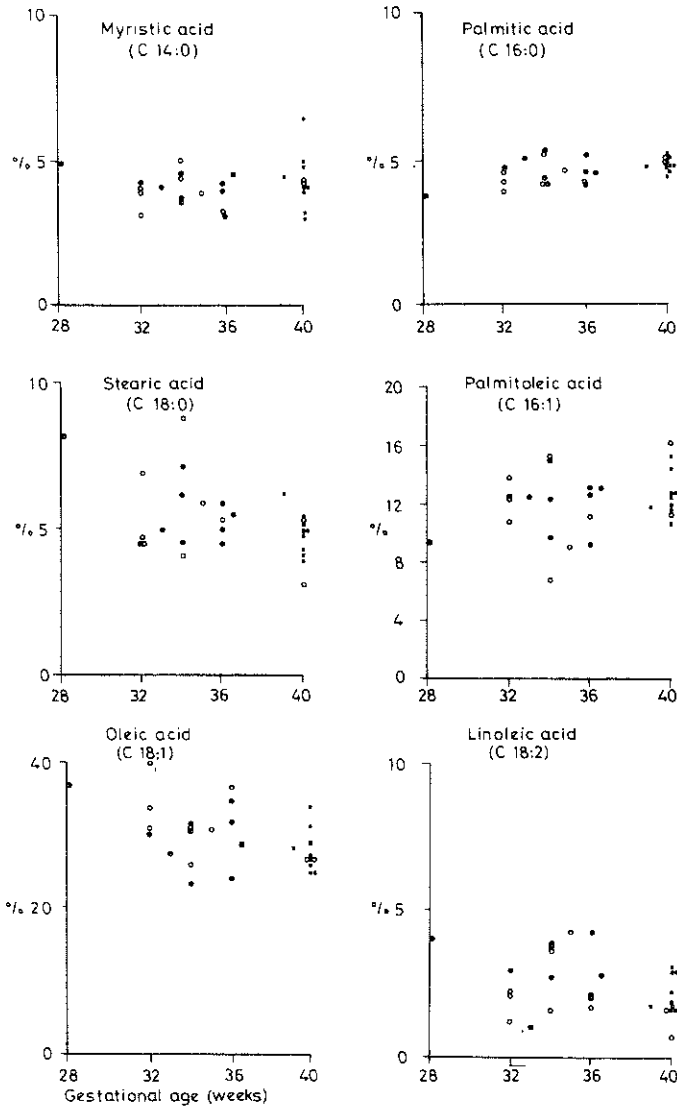 Myristic acid
(C 14:0)
10
°/. 5
0
28 32 36 40
Palmitic acid
(C 16:0)
10
5
0
28 32 36 40
Stearic acid
(C 18:0)
10
°/. 5
0
28 32 36 40
Palmitoleic acid
(C 16:1)
20
16
12
°/.
8
4
0
28 32 36 40
Oleic acid
(C 18:1)
40
20
°/.
0
28 32 36 40
Gestational age (weeks)
Linoleic acid
(C 18:2)
10
°/. 5
0
28 32 36 40